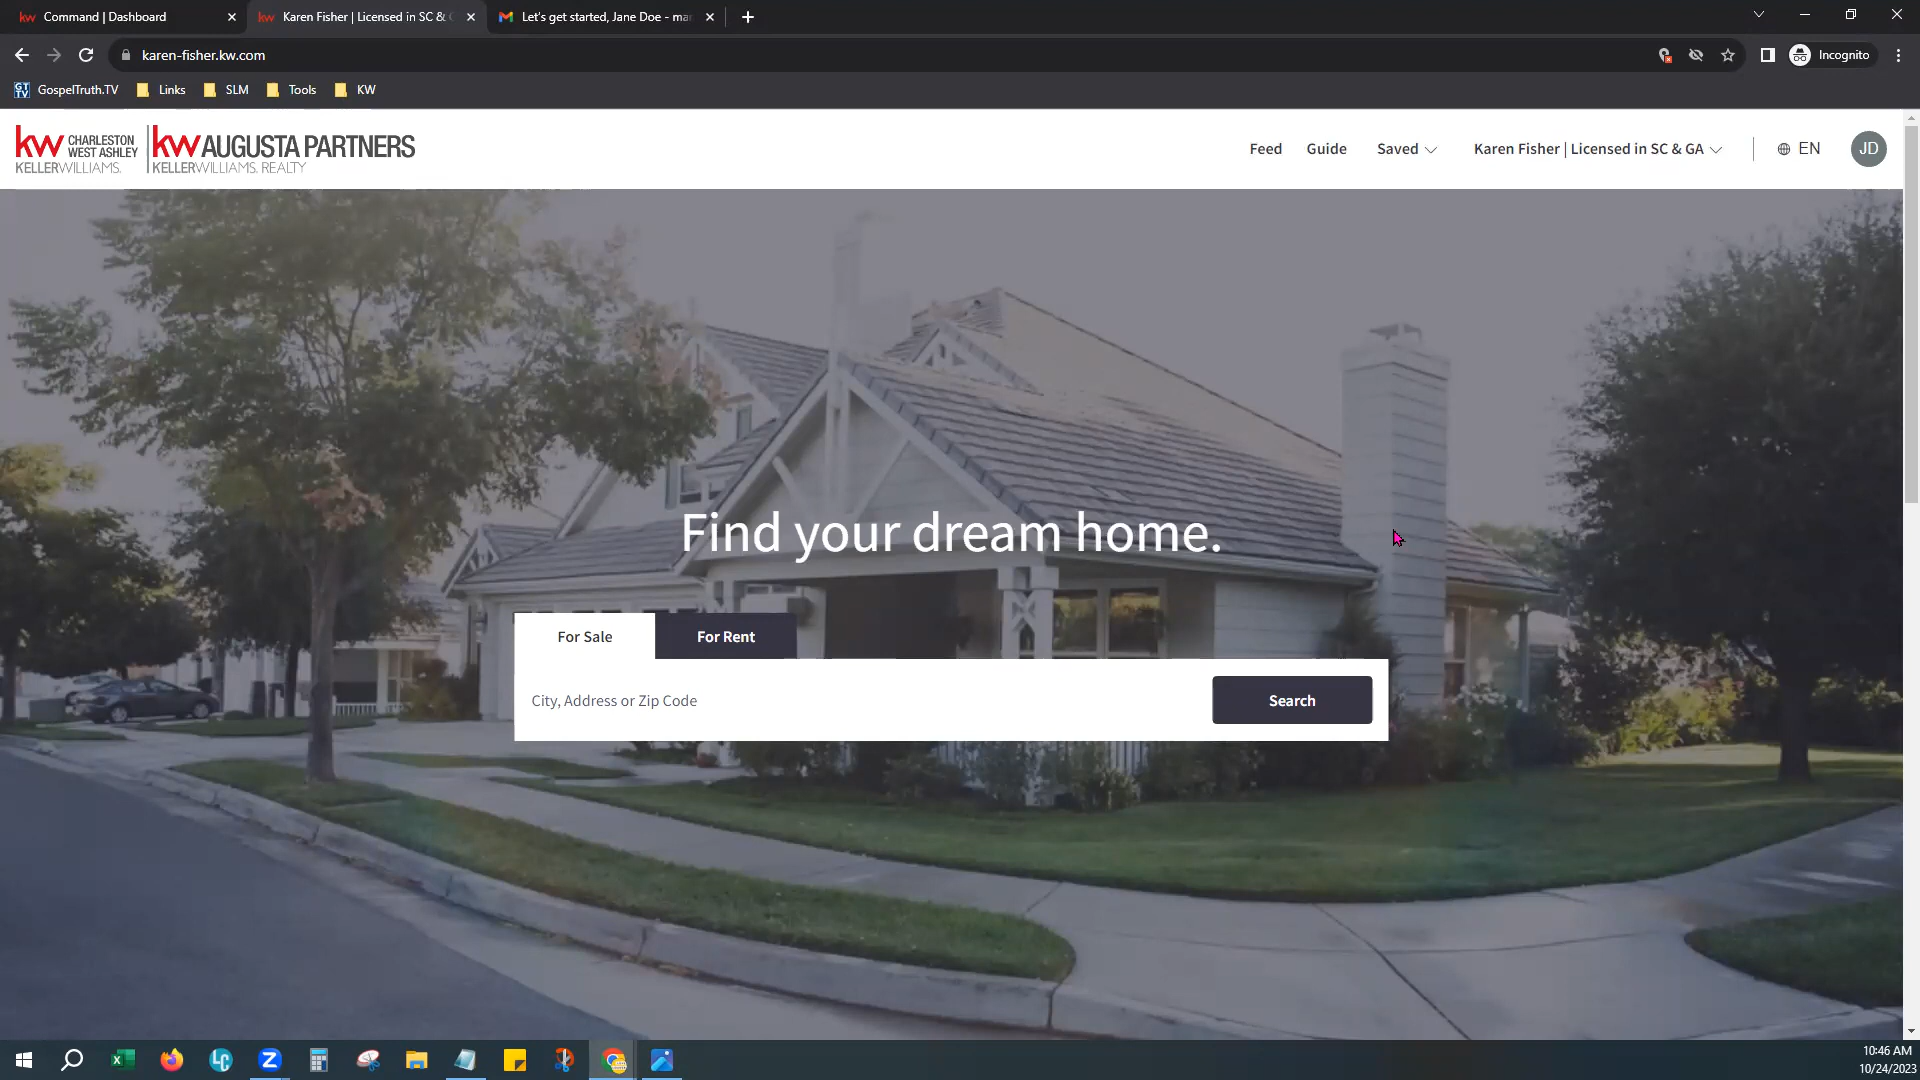 Command | Dashboard
Karen Fisher | Licensed in SC &
Let's get started, Jane Doe - ma
karen-fisher.kw.com
Incognito
GT TV GospelTruth.TV
Links
SLM
Tools
KW
kw CHARLESTON WEST ASHLEY
KELLERWILLIAMS.
kw AUGUSTA PARTNERS
KELLERWILLIAMS. REALTY
Feed
Guide
Saved
Karen Fisher | Licensed in SC & GA
EN
JD
Find your dream home.
For Sale
For Rent
City, Address or Zip Code
Search
10:46 AM
10/24/2023